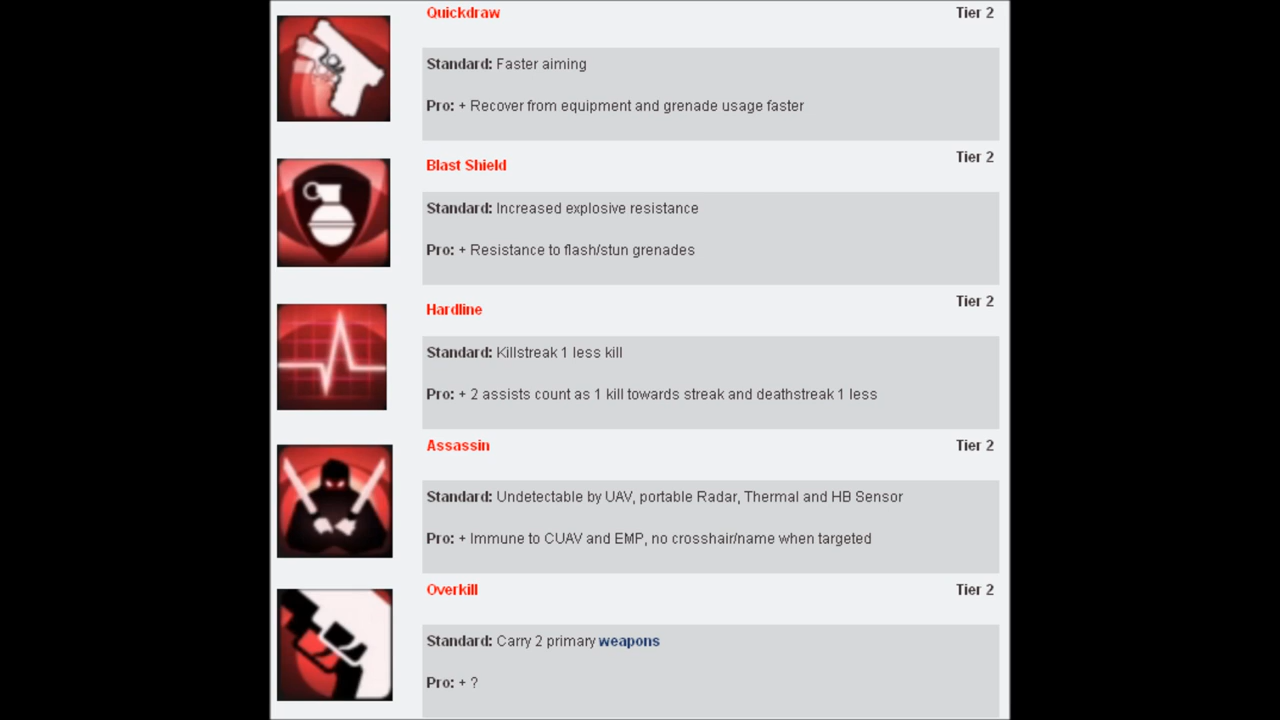 Quickdraw Tier 2
Standard: Faster aiming
Pro: + Recover from equipment and grenade usage faster
Blast Shield Tier 2
Standard: Increased explosive resistance
Pro: + Resistance to flash/stun grenades
Hardline Tier 2
Standard: Killstreak 1 less kill
Pro: + 2 assists count as 1 kill towards streak and deathstreak 1 less
Assassin Tier 2
Standard: Undetectable by UAV, portable Radar, Thermal and HB Sensor
Pro: + Immune to CUAV and EMP, no crosshair/name when targeted
Overkill Tier 2
Standard: Carry 2 primary weapons
Pro: + ?